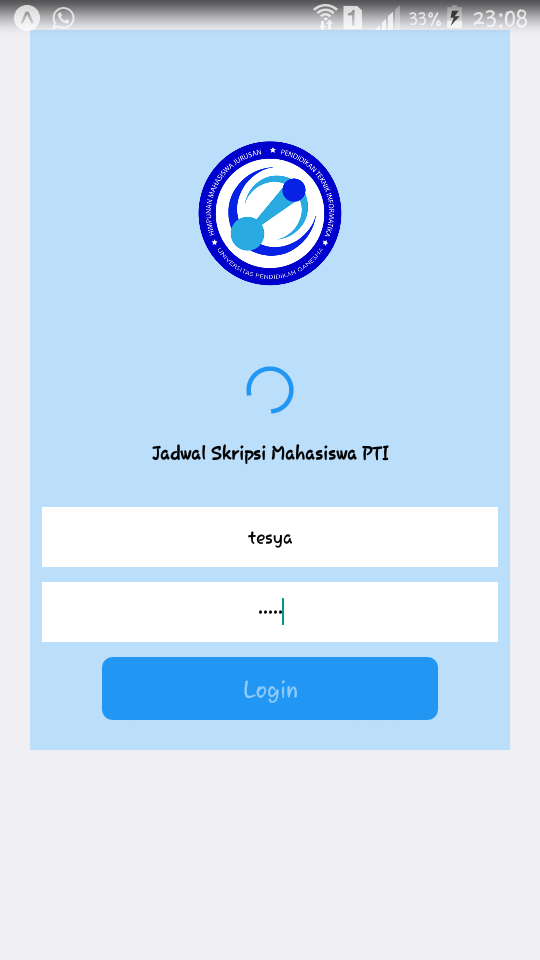 1 33% 23:08
HIMPUNAN MAHASISWA JURUSAN ★ PENDIDIKAN TEKNIK INFORMATIKA
★ UNIVERSITAS PENDIDIKAN GANESHA ★
Jadwal Skripsi Mahasiswa PTI
tesya
•••••
Login